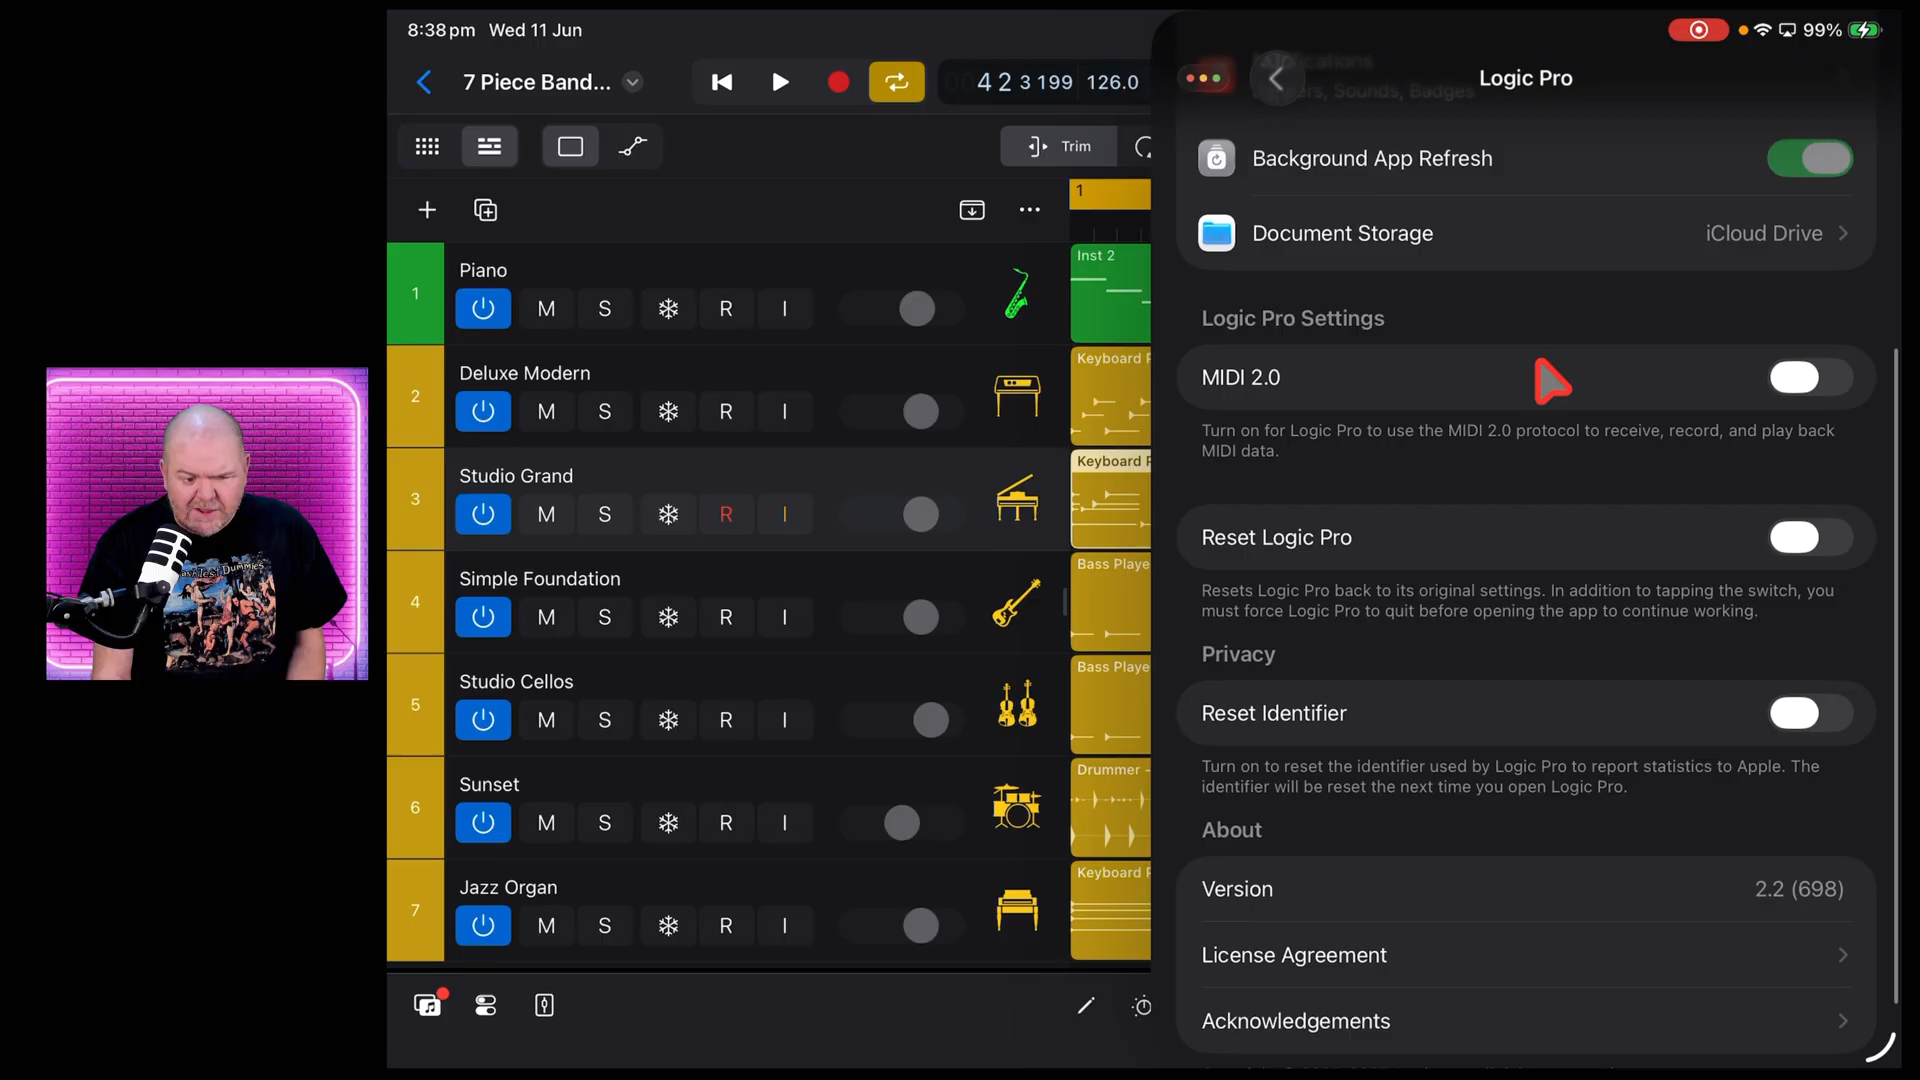 8:38 pm Wed 11 Jun
99%
7 Piece Band...
4 2 3 199 126.0
Logic Pro
Trim
1
Background App Refresh
Document Storage
iCloud Drive
Logic Pro Settings
MIDI 2.0
Turn on for Logic Pro to use the MIDI 2.0 protocol to receive, record, and play back
MIDI data.
Reset Logic Pro
Resets Logic Pro back to its original settings. In addition to tapping the switch, you
must force Logic Pro to quit before opening the app to continue working.
Privacy
Reset Identifier
Turn on to reset the identifier used by Logic Pro to report statistics to Apple. The
identifier will be reset the next time you open Logic Pro.
About
Version
2.2 (698)
License Agreement
Acknowledgements
1
Piano
M S R I
Inst 2
2
Deluxe Modern
M S R I
Keyboard P
3
Studio Grand
M S R I
Keyboard P
4
Simple Foundation
M S R I
Bass Playe
5
Studio Cellos
M S R I
Bass Playe
6
Sunset
M S R I
Drummer -
7
Jazz Organ
M S R I
Keyboard P
, Sounds, Badges